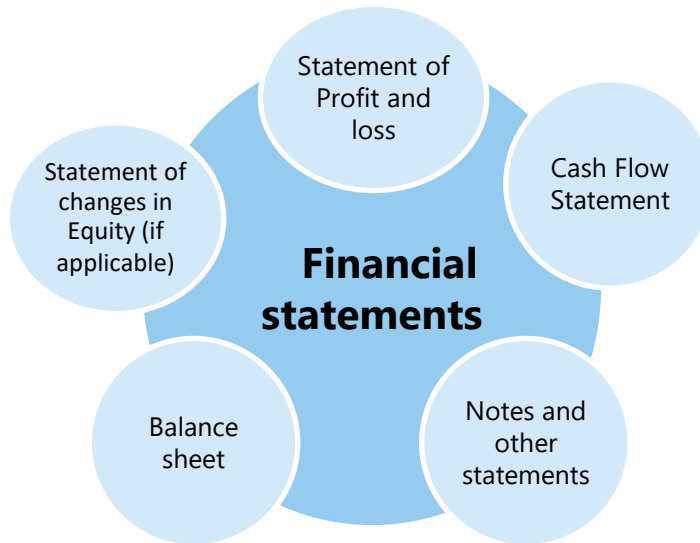 Statement of
Profit and
loss
Cash Flow
Statement
Statement of
changes in
Equity (if
applicable)
Financial
statements
Balance
sheet
Notes and
other
statements